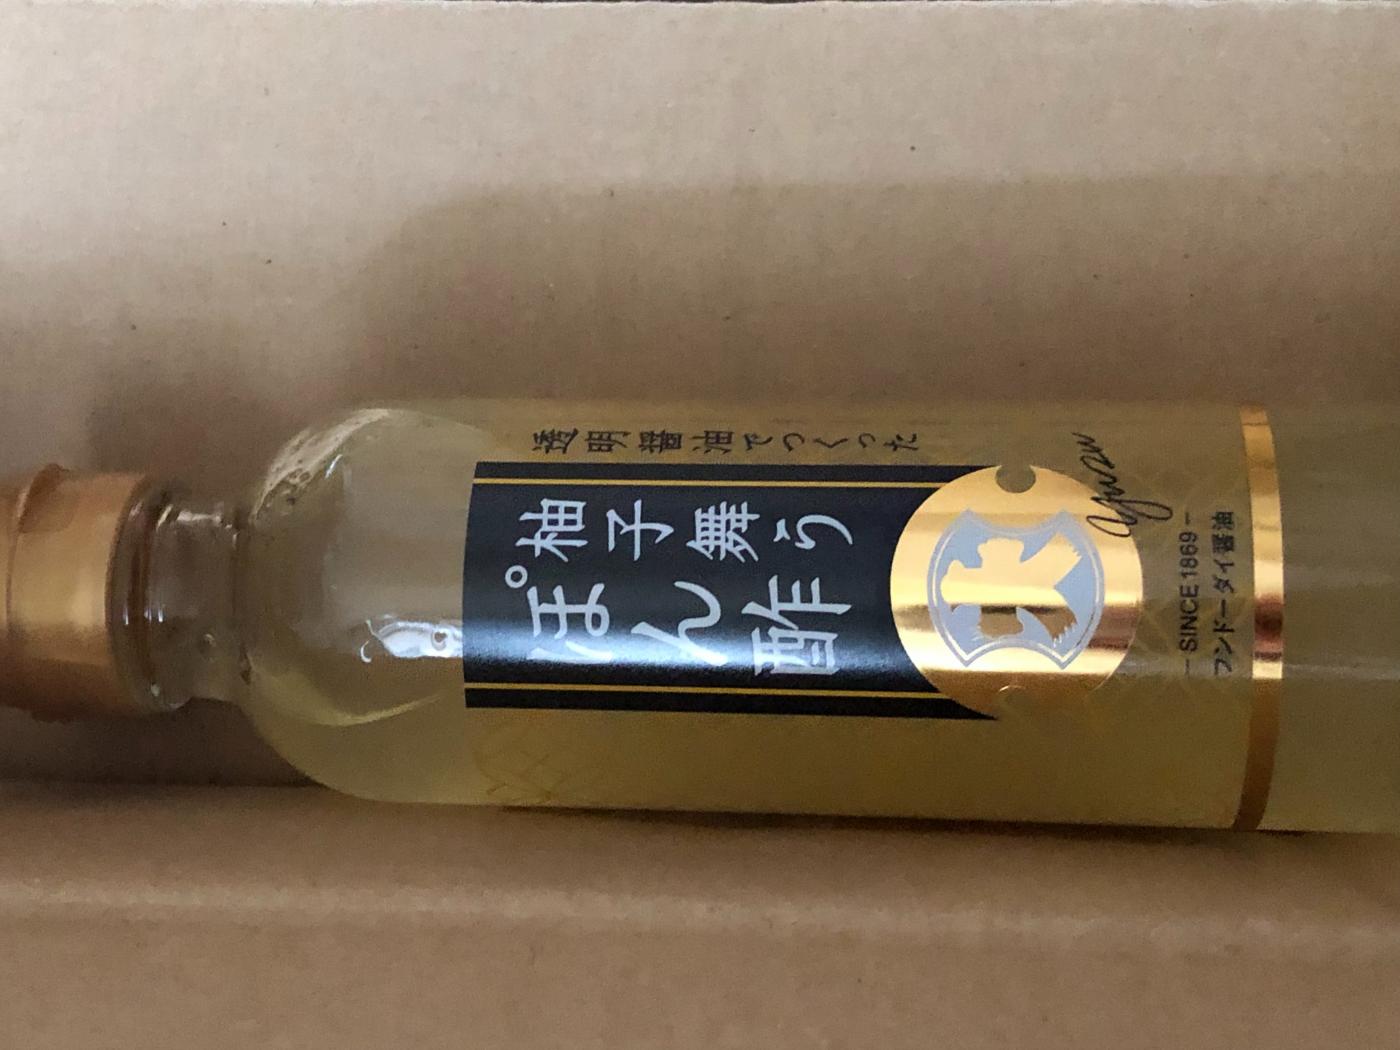 透明醤油でつくった
柚子舞う
ぽん酢
yuzu
SINCE 1869
フンドーダイ醤油